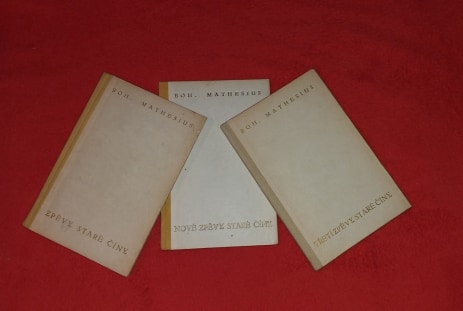 BOH. MATHESIUS
ZPĚVY STARÉ ČÍNY
BOH. MATHESIUS
NOVÉ ZPĚVY STARÉ ČÍNY
BOH. MATHESIUS
TŘETÍ ZPĚVY STARÉ ČÍNY